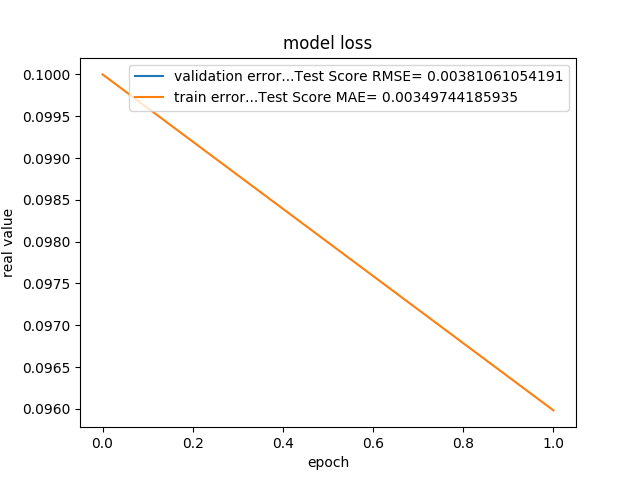 model loss
validation error...Test Score RMSE= 0.00381061054191
train error...Test Score MAE= 0.00349744185935
0.1000
0.0995
0.0990
0.0985
0.0980
0.0975
0.0970
0.0965
0.0960
real value
0.0 0.2 0.4 0.6 0.8 1.0
epoch